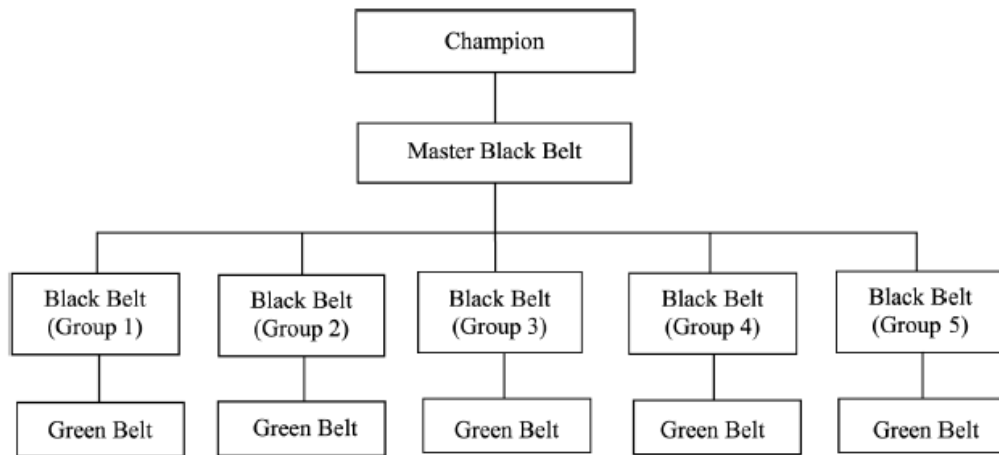 Champion
Master Black Belt
Black Belt
(Group 1)
Black Belt
(Group 2)
Black Belt
(Group 3)
Black Belt
(Group 4)
Black Belt
(Group 5)
Green Belt
Green Belt
Green Belt
Green Belt
Green Belt